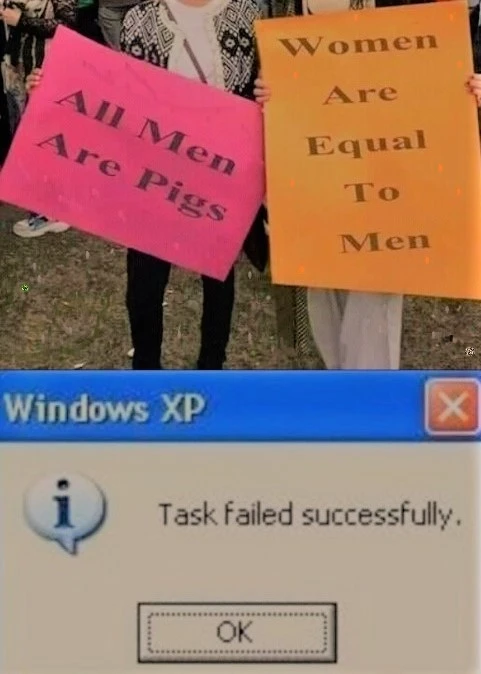 All Men
Are Pigs
Women
Are
Equal
To
Men
Windows XP
Task failed successfully.
OK